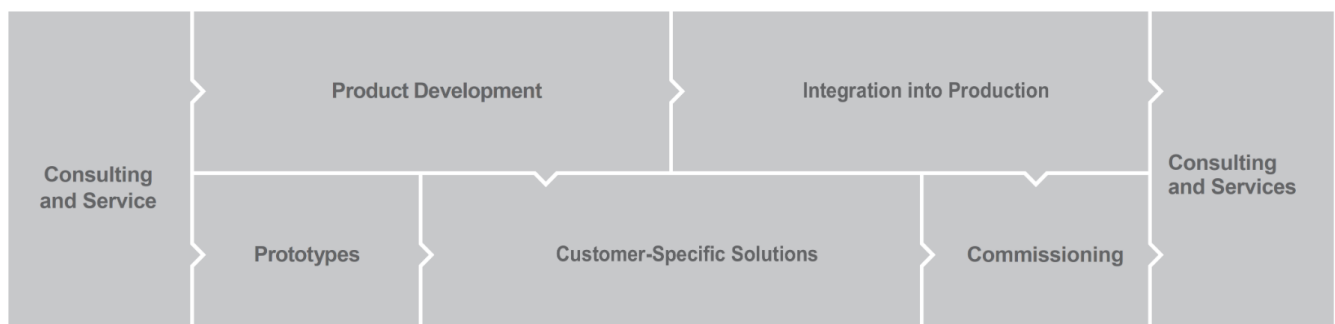 Consulting
and Service
Product Development
Integration into Production
Prototypes
Customer-Specific Solutions
Commissioning
Consulting
and Services